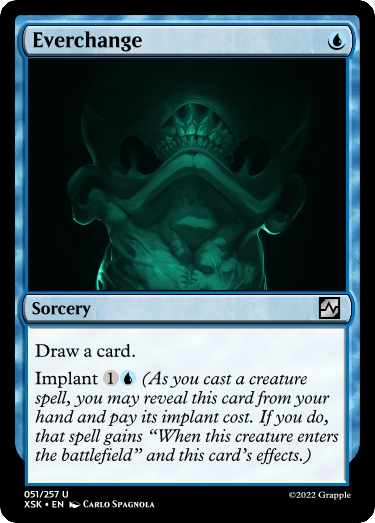 Everchange
Sorcery
Draw a card.
Implant 1 (As you cast a creature
spell, you may reveal this card from your
hand and pay its implant cost. If you do,
that spell gains “When this creature enters
the battlefield” and this card's effects.)
051/257 U
XSK • EN Carlo Spagnola
©2022 Grapple